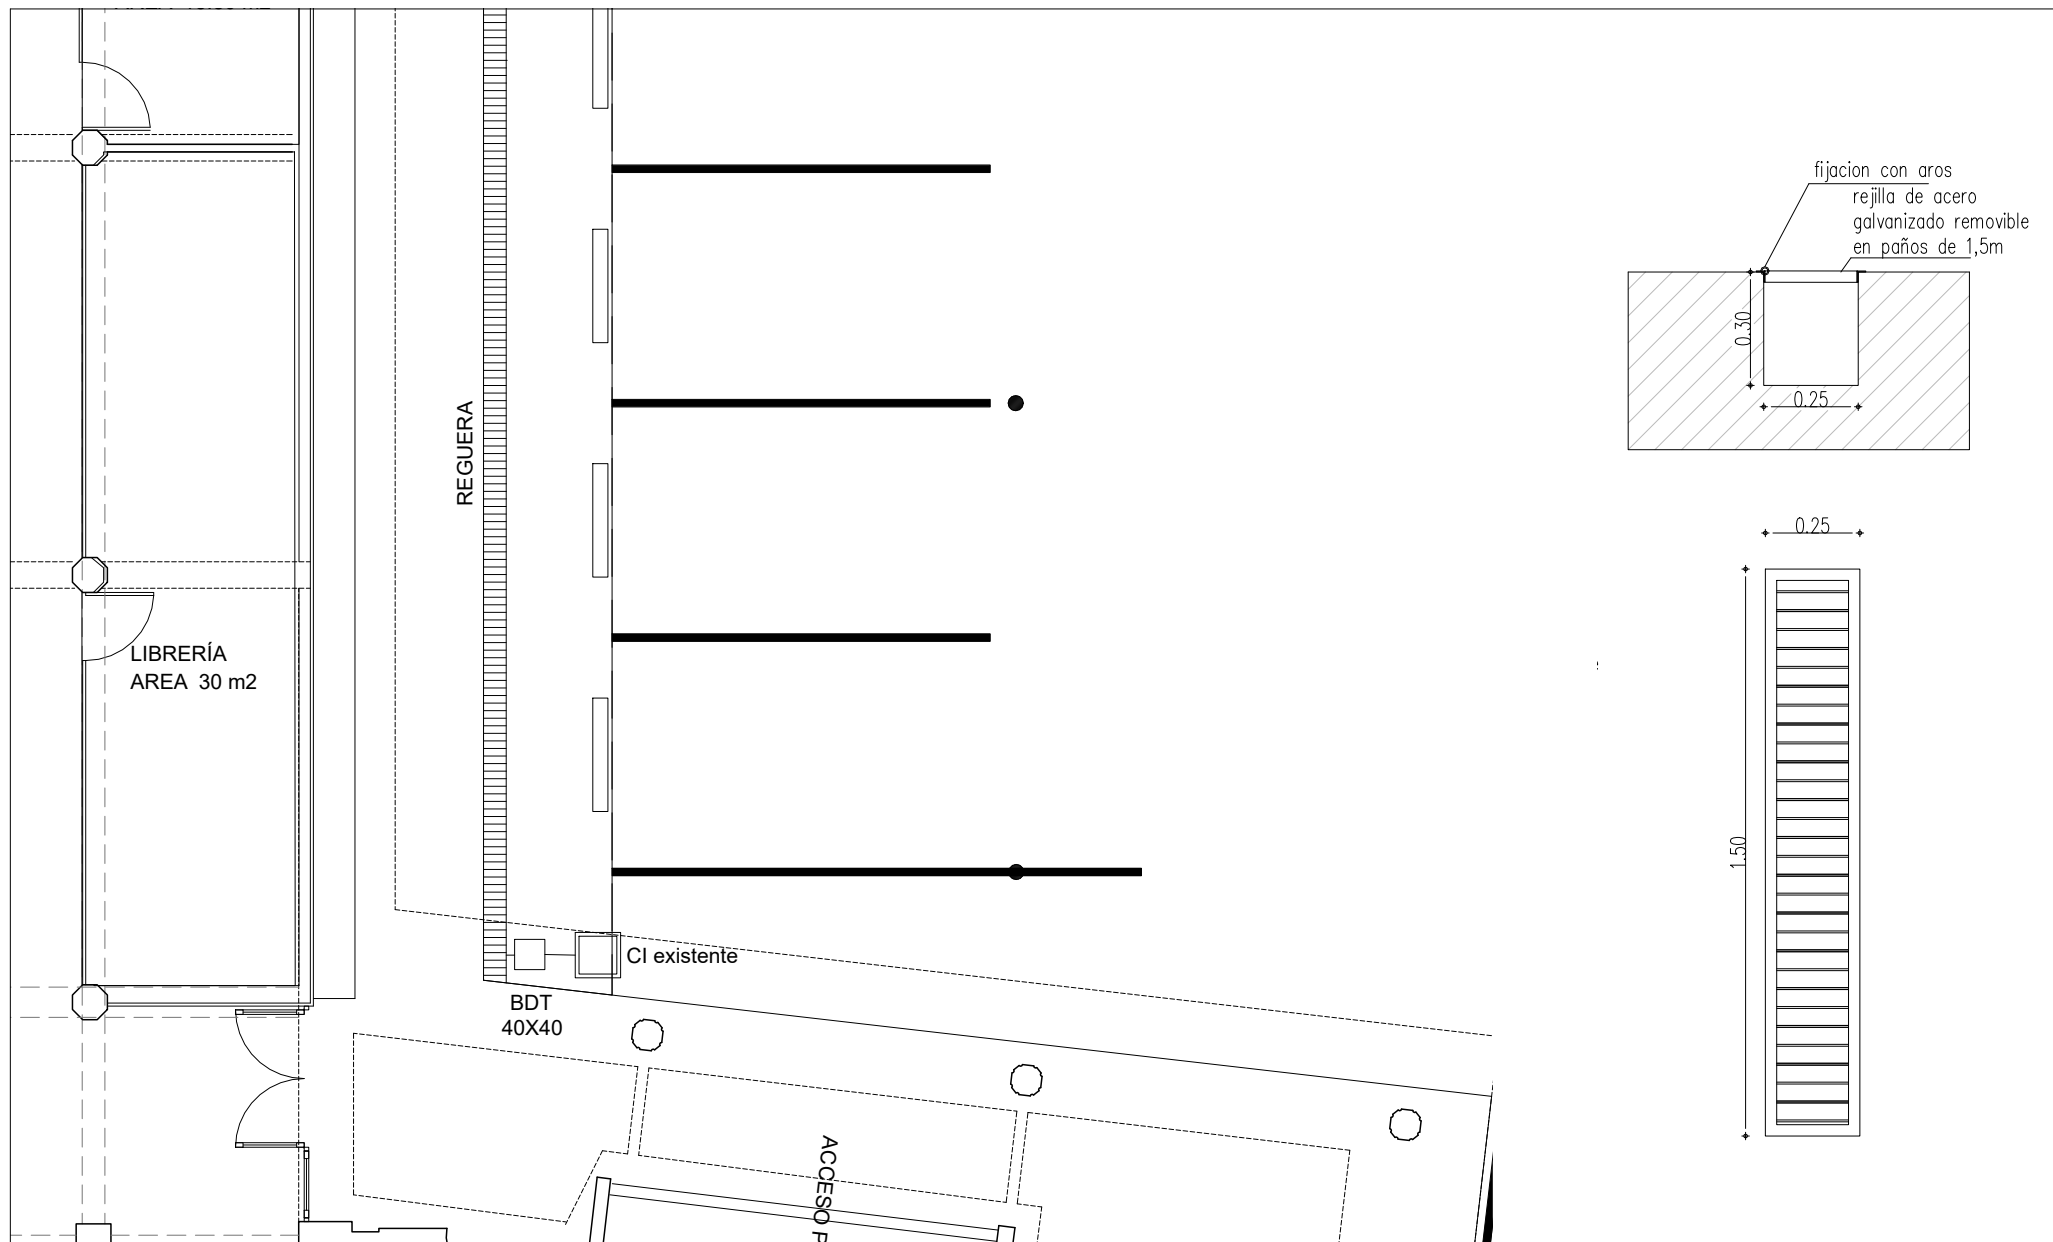 fijacion con aros
rejilla de acero
galvanizado removible
en paños de 1,5m
0.30
0.25
REGUERA
0.25
LIBRERÍA
AREA 30 m2
1.50
CI existente
BDT
40X40
ACCESO P